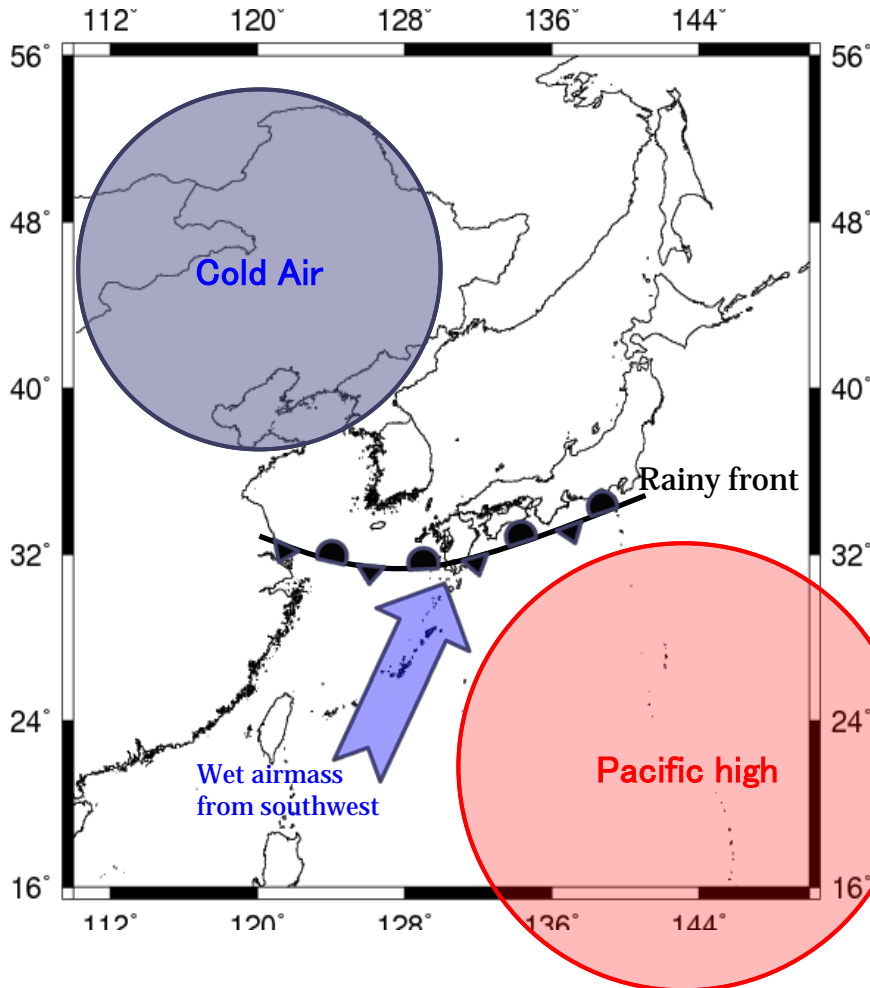 112° 120° 128° 136° 144°
56° 56°
48° 48°
Cold Air
40° 40°
Rainy front
32° 32°
24° 24°
Wet airmass
from southwest
Pacific high
16° 16°
112° 120° 128° 136° 144°